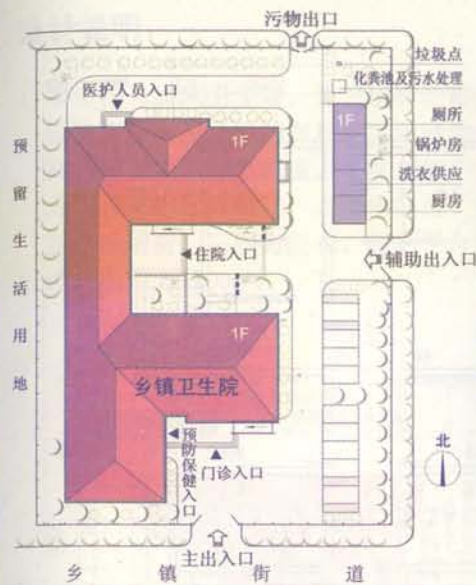 污物出口
垃圾点
化粪池及污水处理
医护人员入口
1F
1F
厕所
锅炉房
洗衣供应
厨房
预留生活用地
住院入口
辅助出入口
1F
乡镇卫生院
预防保健入口
门诊入口
北
主出入口
乡镇街道